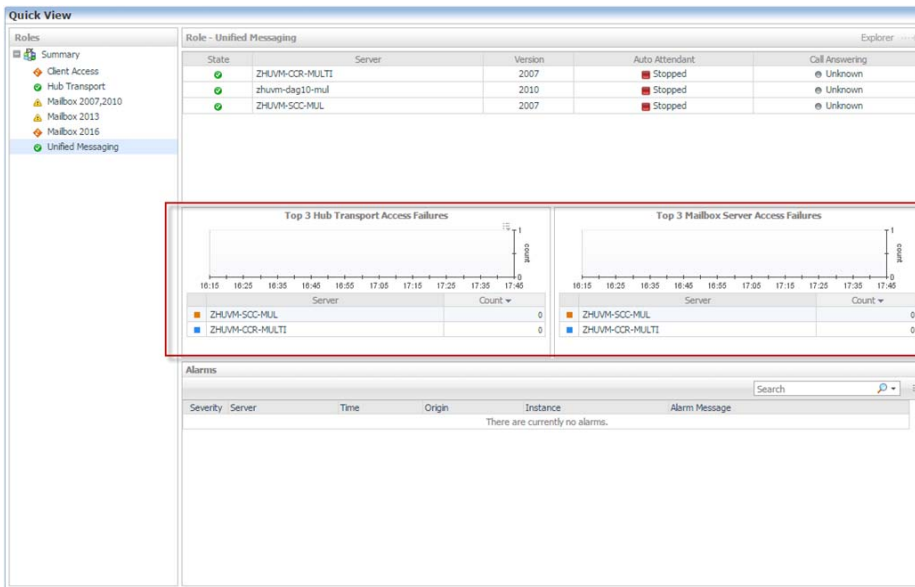 Quick View
Roles
Summary
Client Access
Hub Transport
Mailbox 2007,2010
Mailbox 2013
Mailbox 2016
Unified Messaging
Role - Unified Messaging Explorer
State Server Version Auto Attendant Call Answering
ZHUVM-CCR-MULTI 2007 Stopped Unknown
zhuvm-dag10-mul 2010 Stopped Unknown
ZHUVM-SCC-MUL 2007 Stopped Unknown
Top 3 Hub Transport Access Failures
1
count
0
16:15 16:25 16:35 16:45 16:55 17:05 17:15 17:25 17:35 17:45
Server Count
ZHUVM-SCC-MUL 0
ZHUVM-CCR-MULTI 0
Top 3 Mailbox Server Access Failures
1
count
0
16:15 16:25 16:35 16:45 16:55 17:05 17:15 17:25 17:35 17:45
Server Count
ZHUVM-SCC-MUL 0
ZHUVM-CCR-MULTI 0
Alarms
Search
Severity Server Time Origin Instance Alarm Message
There are currently no alarms.